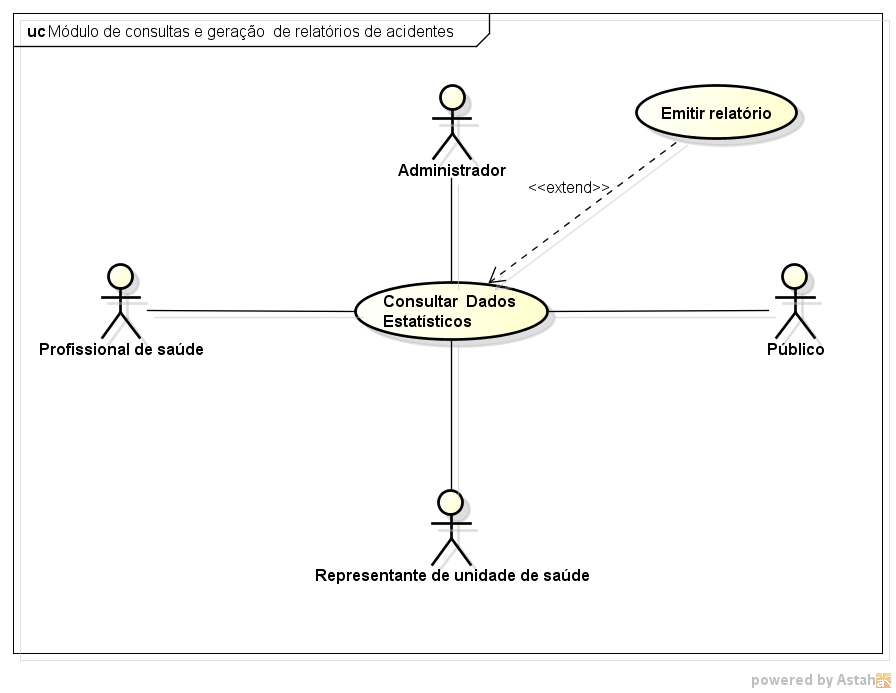 uc Módulo de consultas e geração de relatórios de acidentes
Emitir relatório
Administrador
<<extend>>
Consultar Dados
Estatísticos
Profissional de saúde
Público
Representante de unidade de saúde
powered by Astah